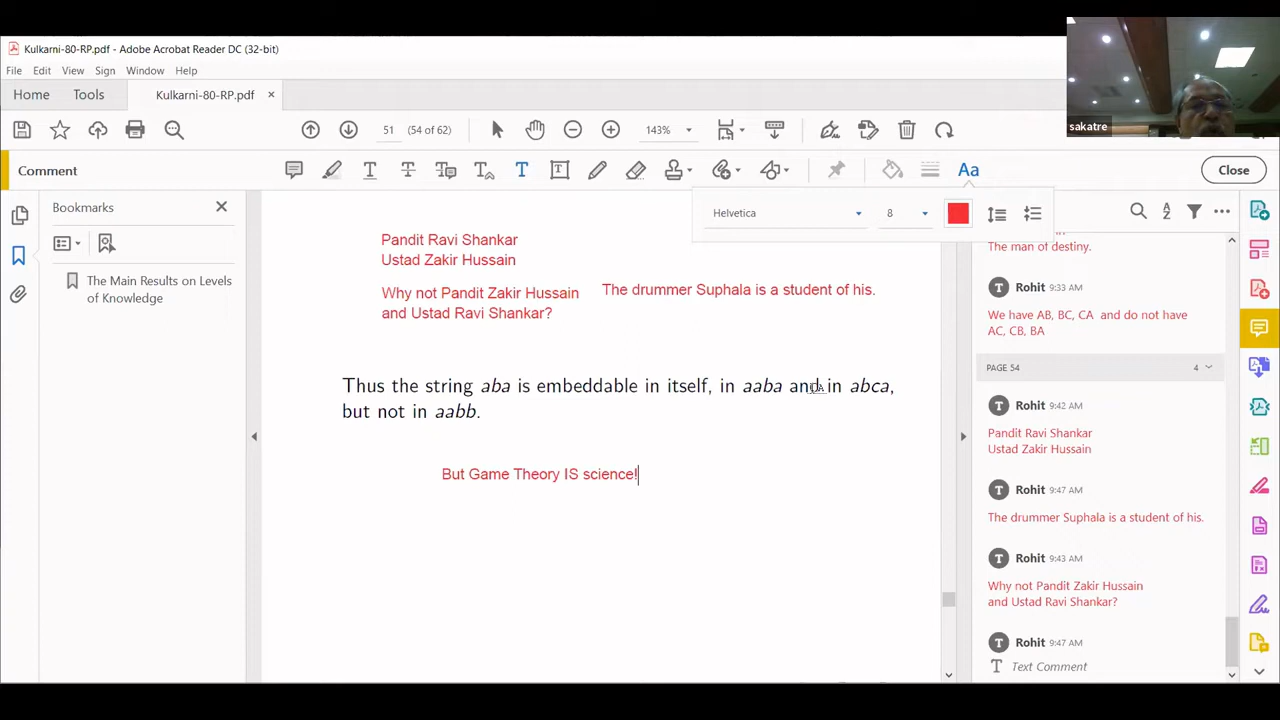 Kulkarni-80-RP.pdf - Adobe Acrobat Reader DC (32-bit)
File Edit View Sign Window Help
Home Tools Kulkarni-80-RP.pdf ×
51 (54 of 62) 143%
sakatre
Comment Aa Close
Bookmarks
The Main Results on Levels
of Knowledge
Helvetica 8
Pandit Ravi Shankar
Ustad Zakir Hussain
Why not Pandit Zakir Hussain
and Ustad Ravi Shankar?
The drummer Suphala is a student of his.
Thus the string aba is embeddable in itself, in aaba and in abca,
but not in aabb.
But Game Theory IS science!
The man of destiny.
Rohit 9:33 AM
We have AB, BC, CA and do not have
AC, CB, BA
PAGE 54 4
Rohit 9:42 AM
Pandit Ravi Shankar
Ustad Zakir Hussain
Rohit 9:47 AM
The drummer Suphala is a student of his.
Rohit 9:43 AM
Why not Pandit Zakir Hussain
and Ustad Ravi Shankar?
Rohit 9:47 AM
Text Comment